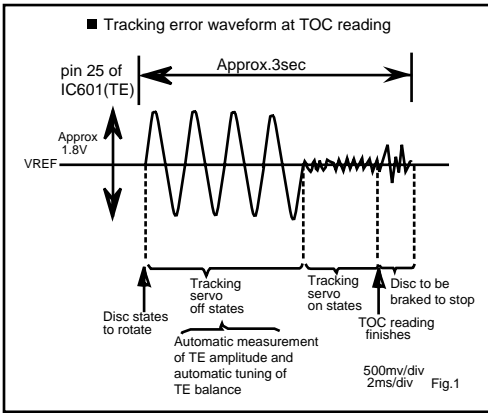 ■ Tracking error waveform at TOC reading
pin 25 of
IC601(TE)
Approx.3sec
Approx
1.8V
VREF
Disc states
to rotate
Tracking
servo
off states
Tracking
servo
on states
Disc to be
braked to stop
TOC reading
finishes
Automatic measurement
of TE amplitude and
automatic tuning of
TE balance
500mv/div
2ms/div
Fig.1